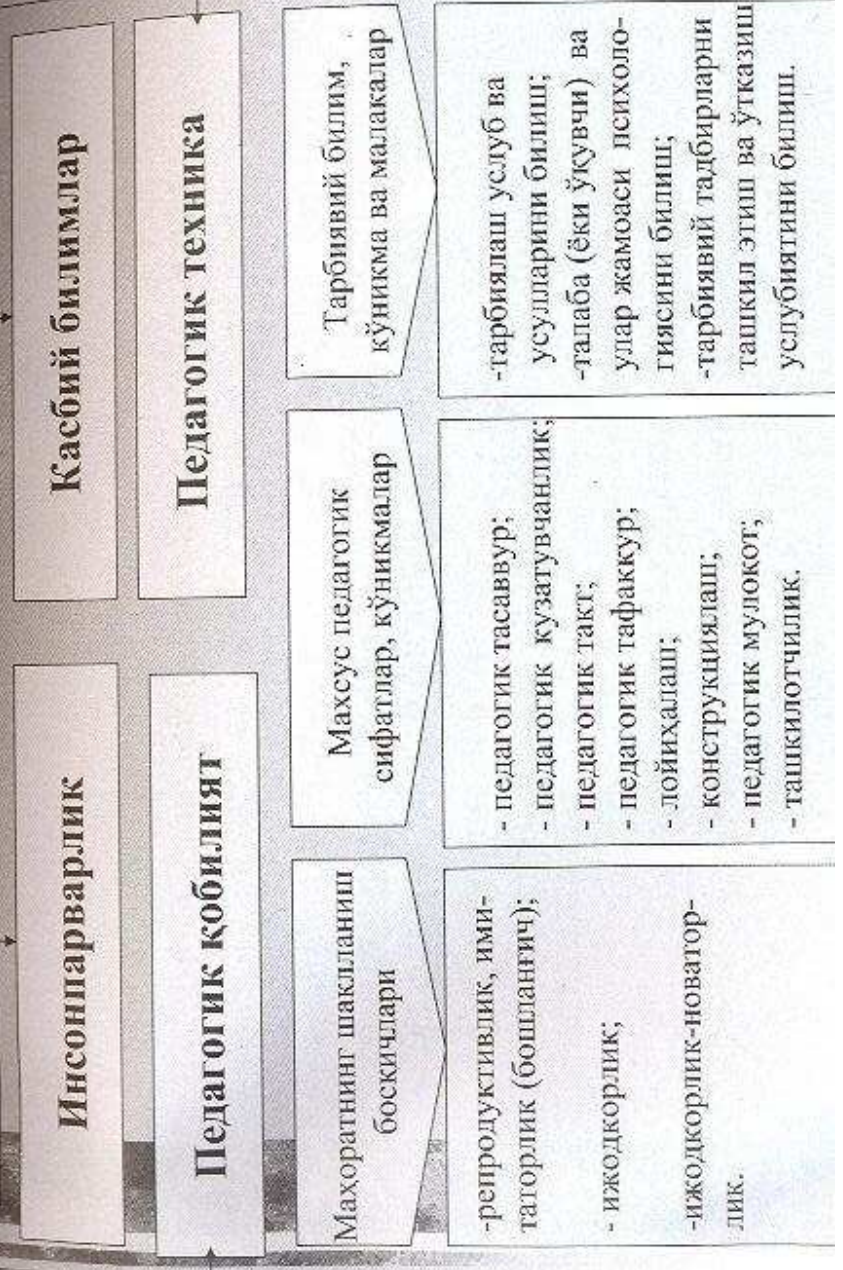 Инсонпарварлик
Касбий билимлар
Педагогик қобилият
Педагогик техника
Махоратнинг шаклланиш
боскичлари
-репродуктивлик, ими-
таторлик (бошланғич);
- ижодкорлик;
-ижодкорлик-новатор-
лик.
Махсус педагогик
сифатлар, кўникмалар
- педагогик тасаввур;
- педагогик кузатувчанлик;
- педагогик такт;
- педагогик тафаккур;
- лойиҳалаш;
- конструкциялаш;
- педагогик мулокот;
- ташкилотчилик.
Тарбиявий билим,
кўникма ва малакалар
-тарбиялаш услуб ва
усулларини билиш;
-талаба (ёки ўқувчи) ва
улар жамоаси психоло-
гиясини билиш;
-тарбиявий тадбирларни
ташкил этиш ва ўтказиш
услубиятини билиш.